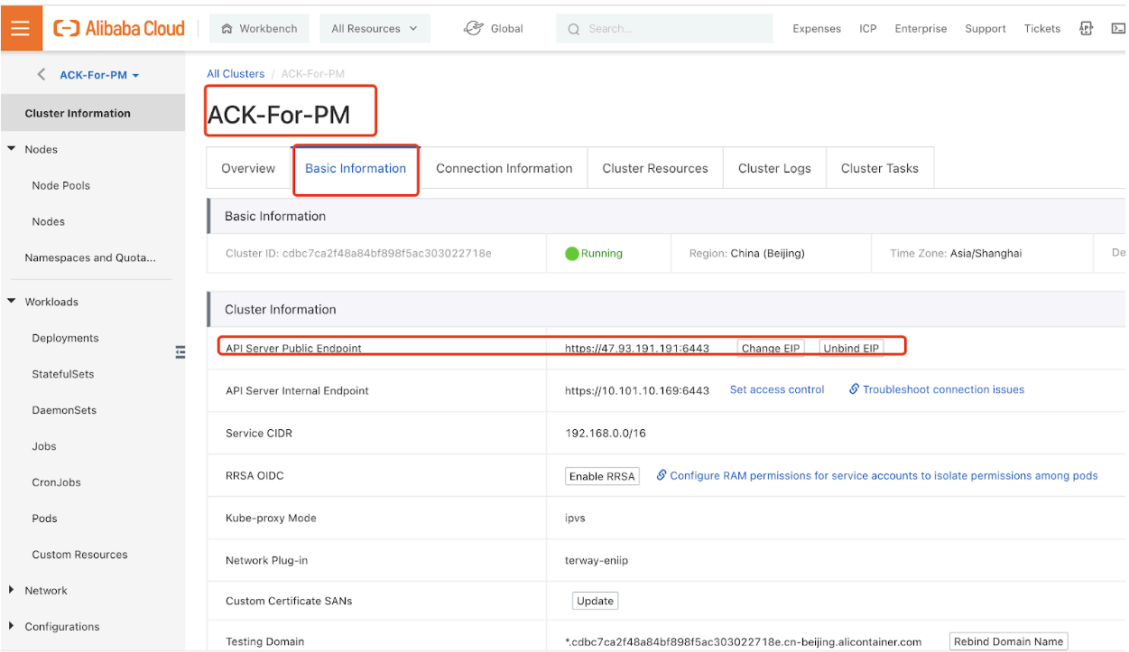 Alibaba Cloud
Workbench
All Resources
Global
Search...
Expenses
ICP
Enterprise
Support
Tickets
ACK-For-PM
All Clusters / ACK-For-PM
Cluster Information
ACK-For-PM
Nodes
Node Pools
Nodes
Namespaces and Quota...
Workloads
Deployments
StatefulSets
DaemonSets
Jobs
CronJobs
Pods
Custom Resources
Network
Configurations
Overview
Basic Information
Connection Information
Cluster Resources
Cluster Logs
Cluster Tasks
Basic Information
Cluster ID: cdbc7ca2f48a84bf898f5ac303022718e
Running
Region: China (Beijing)
Time Zone: Asia/Shanghai
De
Cluster Information
API Server Public Endpoint
https://47.93.191.191:6443
Change EIP
Unbind EIP
API Server Internal Endpoint
https://10.101.10.169:6443
Set access control
Troubleshoot connection issues
Service CIDR
192.168.0.0/16
RRSA OIDC
Enable RRSA
Configure RAM permissions for service accounts to isolate permissions among pods
Kube-proxy Mode
ipvs
Network Plug-in
terway-eniip
Custom Certificate SANs
Update
Testing Domain
*.cdbc7ca2f48a84bf898f5ac303022718e.cn-beijing.alicontainer.com
Rebind Domain Name